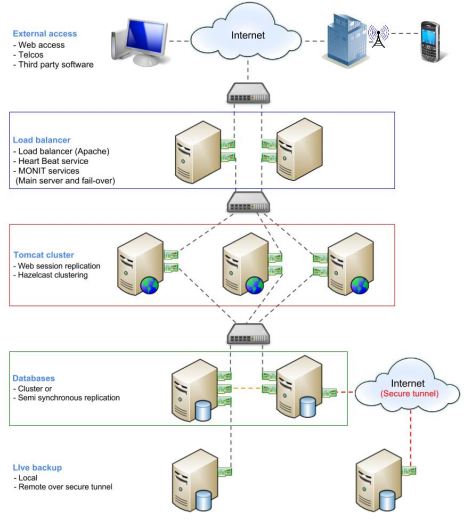 External access
- Web access
- Telcos
- Third party software
Internet
Load balancer
- Load balancer (Apache)
- Heart Beat service
- MONIT services
(Main server and fail-over)
Tomcat cluster
- Web session replication
- Hazelcast clustering
Databases
- Cluster or
- Semi synchronous replication
Internet
(Secure tunnel)
Live backup
- Local
- Remote over secure tunnel